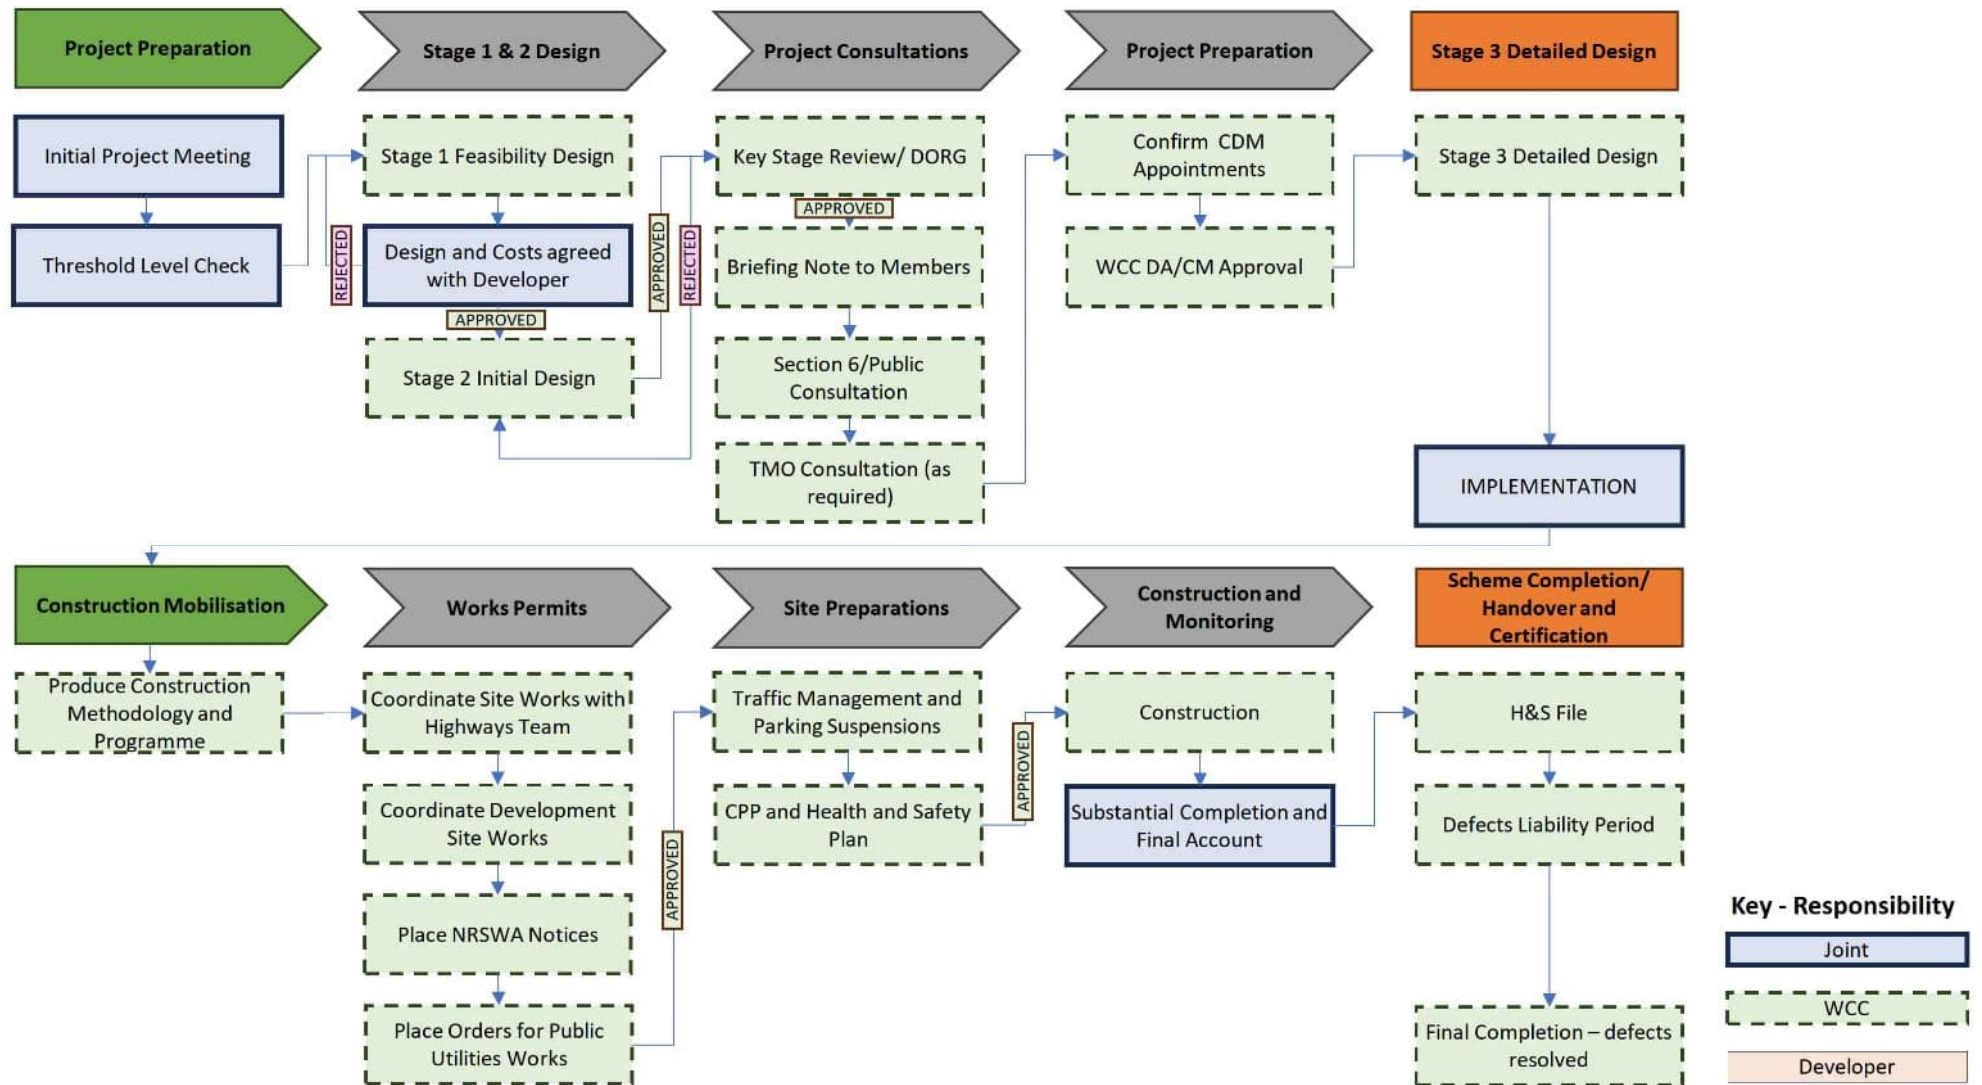 Project Preparation
Stage 1 & 2 Design
Project Consultations
Project Preparation
Stage 3 Detailed Design
Initial Project Meeting
Threshold Level Check
REJECTED
Stage 1 Feasibility Design
Design and Costs agreed
with Developer
APPROVED
Stage 2 Initial Design
APPROVED
REJECTED
Key Stage Review/ DORG
APPROVED
Briefing Note to Members
Section 6/Public
Consultation
TMO Consultation (as
required)
Confirm CDM
Appointments
WCC DA/CM Approval
Stage 3 Detailed Design
IMPLEMENTATION
Construction Mobilisation
Works Permits
Site Preparations
Construction and
Monitoring
Scheme Completion/
Handover and
Certification
Produce Construction
Methodology and
Programme
Coordinate Site Works with
Highways Team
Coordinate Development
Site Works
Place NRSWA Notices
Place Orders for Public
Utilities Works
APPROVED
Traffic Management and
Parking Suspensions
CPP and Health and Safety
Plan
APPROVED
Construction
Substantial Completion and
Final Account
H&S File
Defects Liability Period
Final Completion – defects
resolved
Key - Responsibility
Joint
WCC
Developer